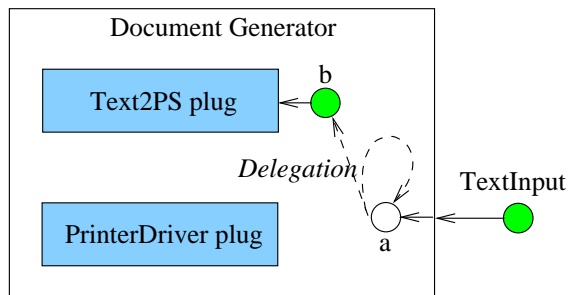 Document Generator
b
Text2PS plug
Delegation
TextInput
PrinterDriver plug
a